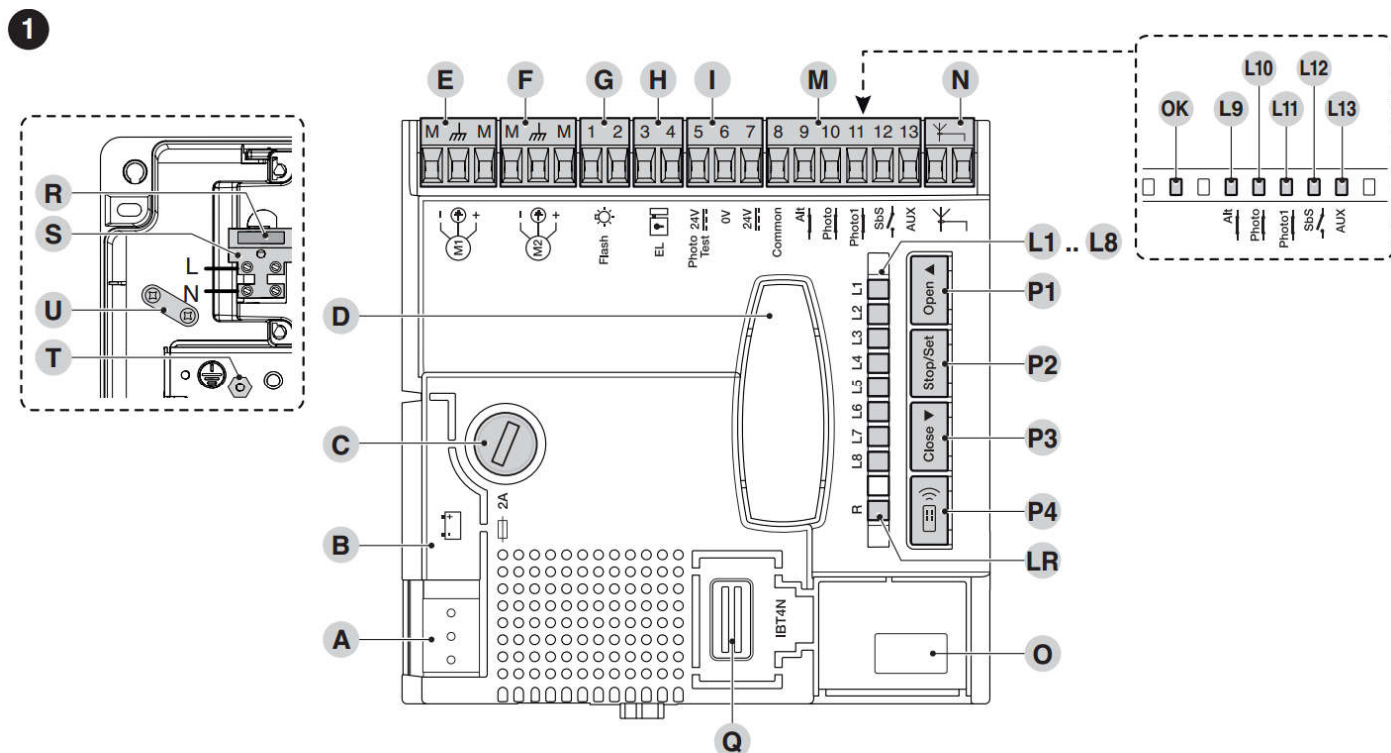 1
E F G H I M N
M M M M 1 2 3 4 5 6 7 8 9 10 11 12 13
- + M1
- + M2
Flash
EL
Photo 24V
Test
0V
24V
Common
Alt
Photo
Photo1
SbS
AUX
L10 L12
OK L9 L11 L13
Alt
Photo
Photo1
SbS
AUX
R
S
L
N
U
T
D
L1 .. L8
L1
L2
L3
L4
L5
L6
L7
L8
R
Open ▲
P1
Stop/Set
P2
Close ▼
P3
P4
LR
C
2A
B
+
-
A
IBT4N
O
Q